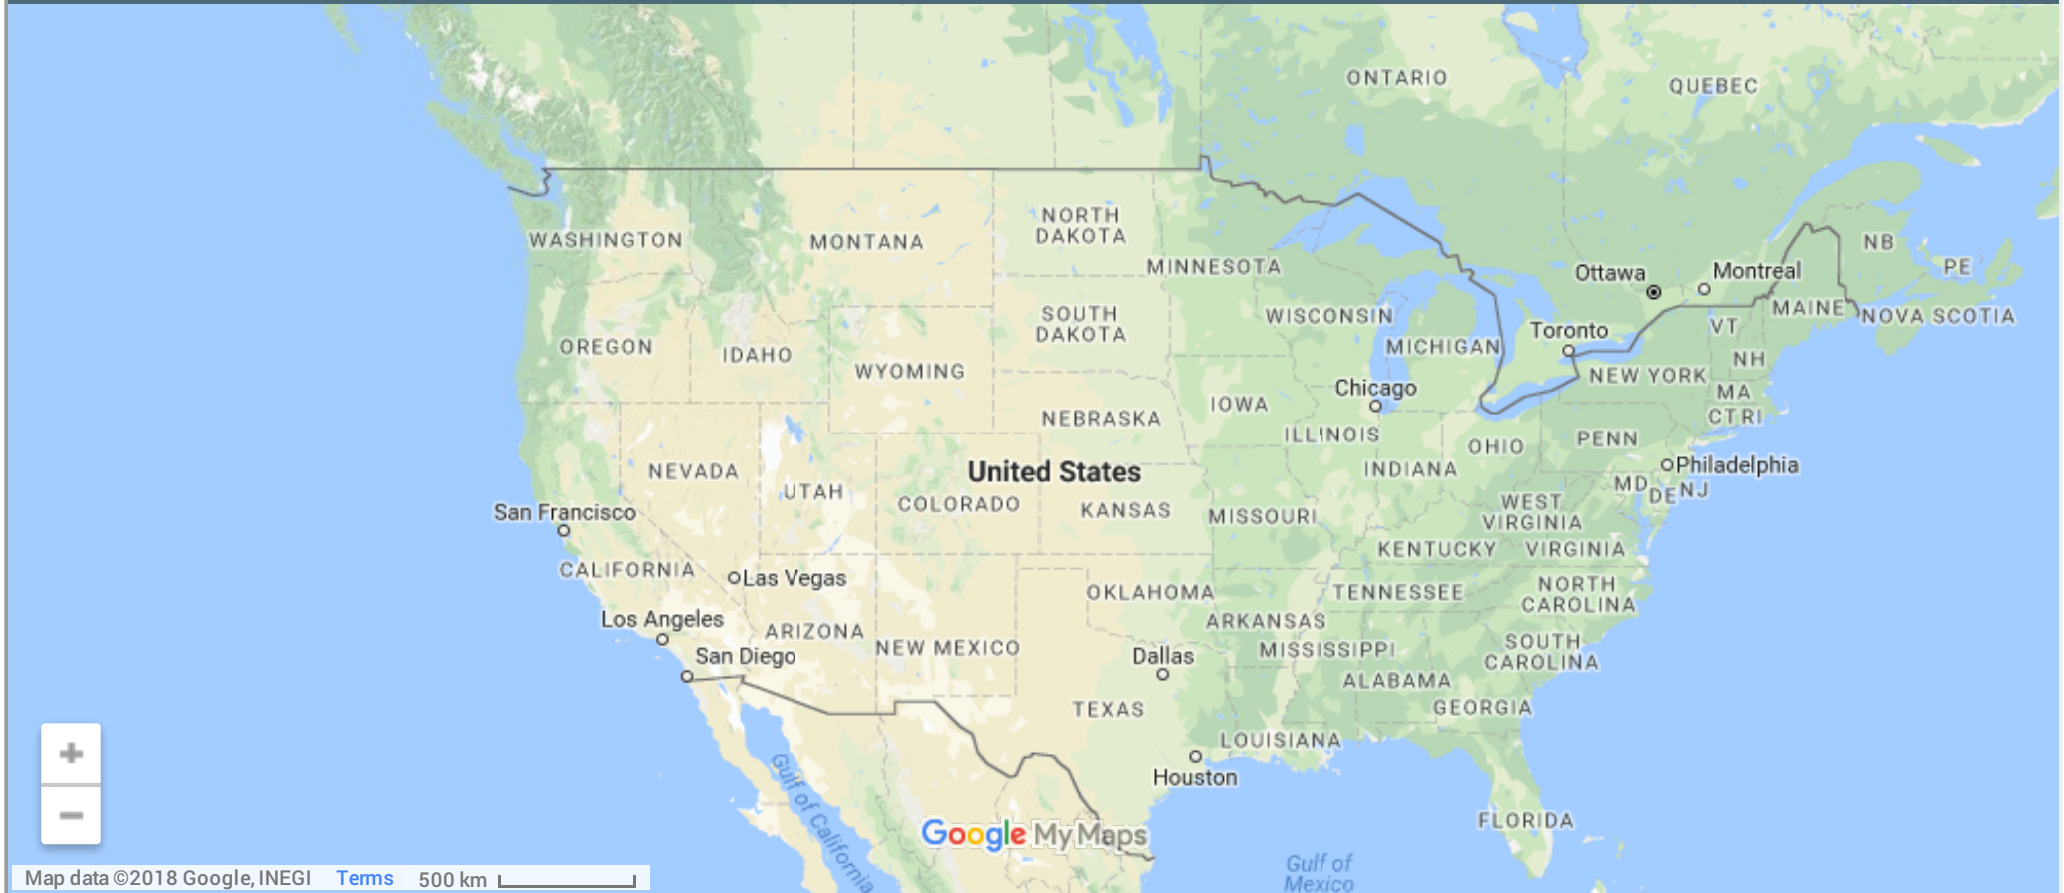 ONTARIO
QUEBEC
NORTH
DAKOTA
WASHINGTON
MONTANA
NB
MINNESOTA
PE
Ottawa
Montreal
MAINE
NOVA SCOTIA
WISCONSIN
SOUTH
DAKOTA
VT
Toronto
OREGON
IDAHO
MICHIGAN
NH
WYOMING
NEW YORK
Chicago
MA
IOWA
NEBRASKA
CT RI
ILLINOIS
OHIO
PENN
NEVADA
United States
INDIANA
Philadelphia
UTAH
MD
DE
NJ
COLORADO
KANSAS
WEST
VIRGINIA
San Francisco
MISSOURI
KENTUCKY
VIRGINIA
CALIFORNIA
Las Vegas
OKLAHOMA
TENNESSEE
NORTH
CAROLINA
Los Angeles
ARIZONA
ARKANSAS
NEW MEXICO
MISSISSIPPI
SOUTH
CAROLINA
San Diego
Dallas
ALABAMA
TEXAS
GEORGIA
LOUISIANA
+
Houston
Gulf of California
−
FLORIDA
Google My Maps
Gulf of
Mexico
Map data ©2018 Google, INEGI Terms 500 km